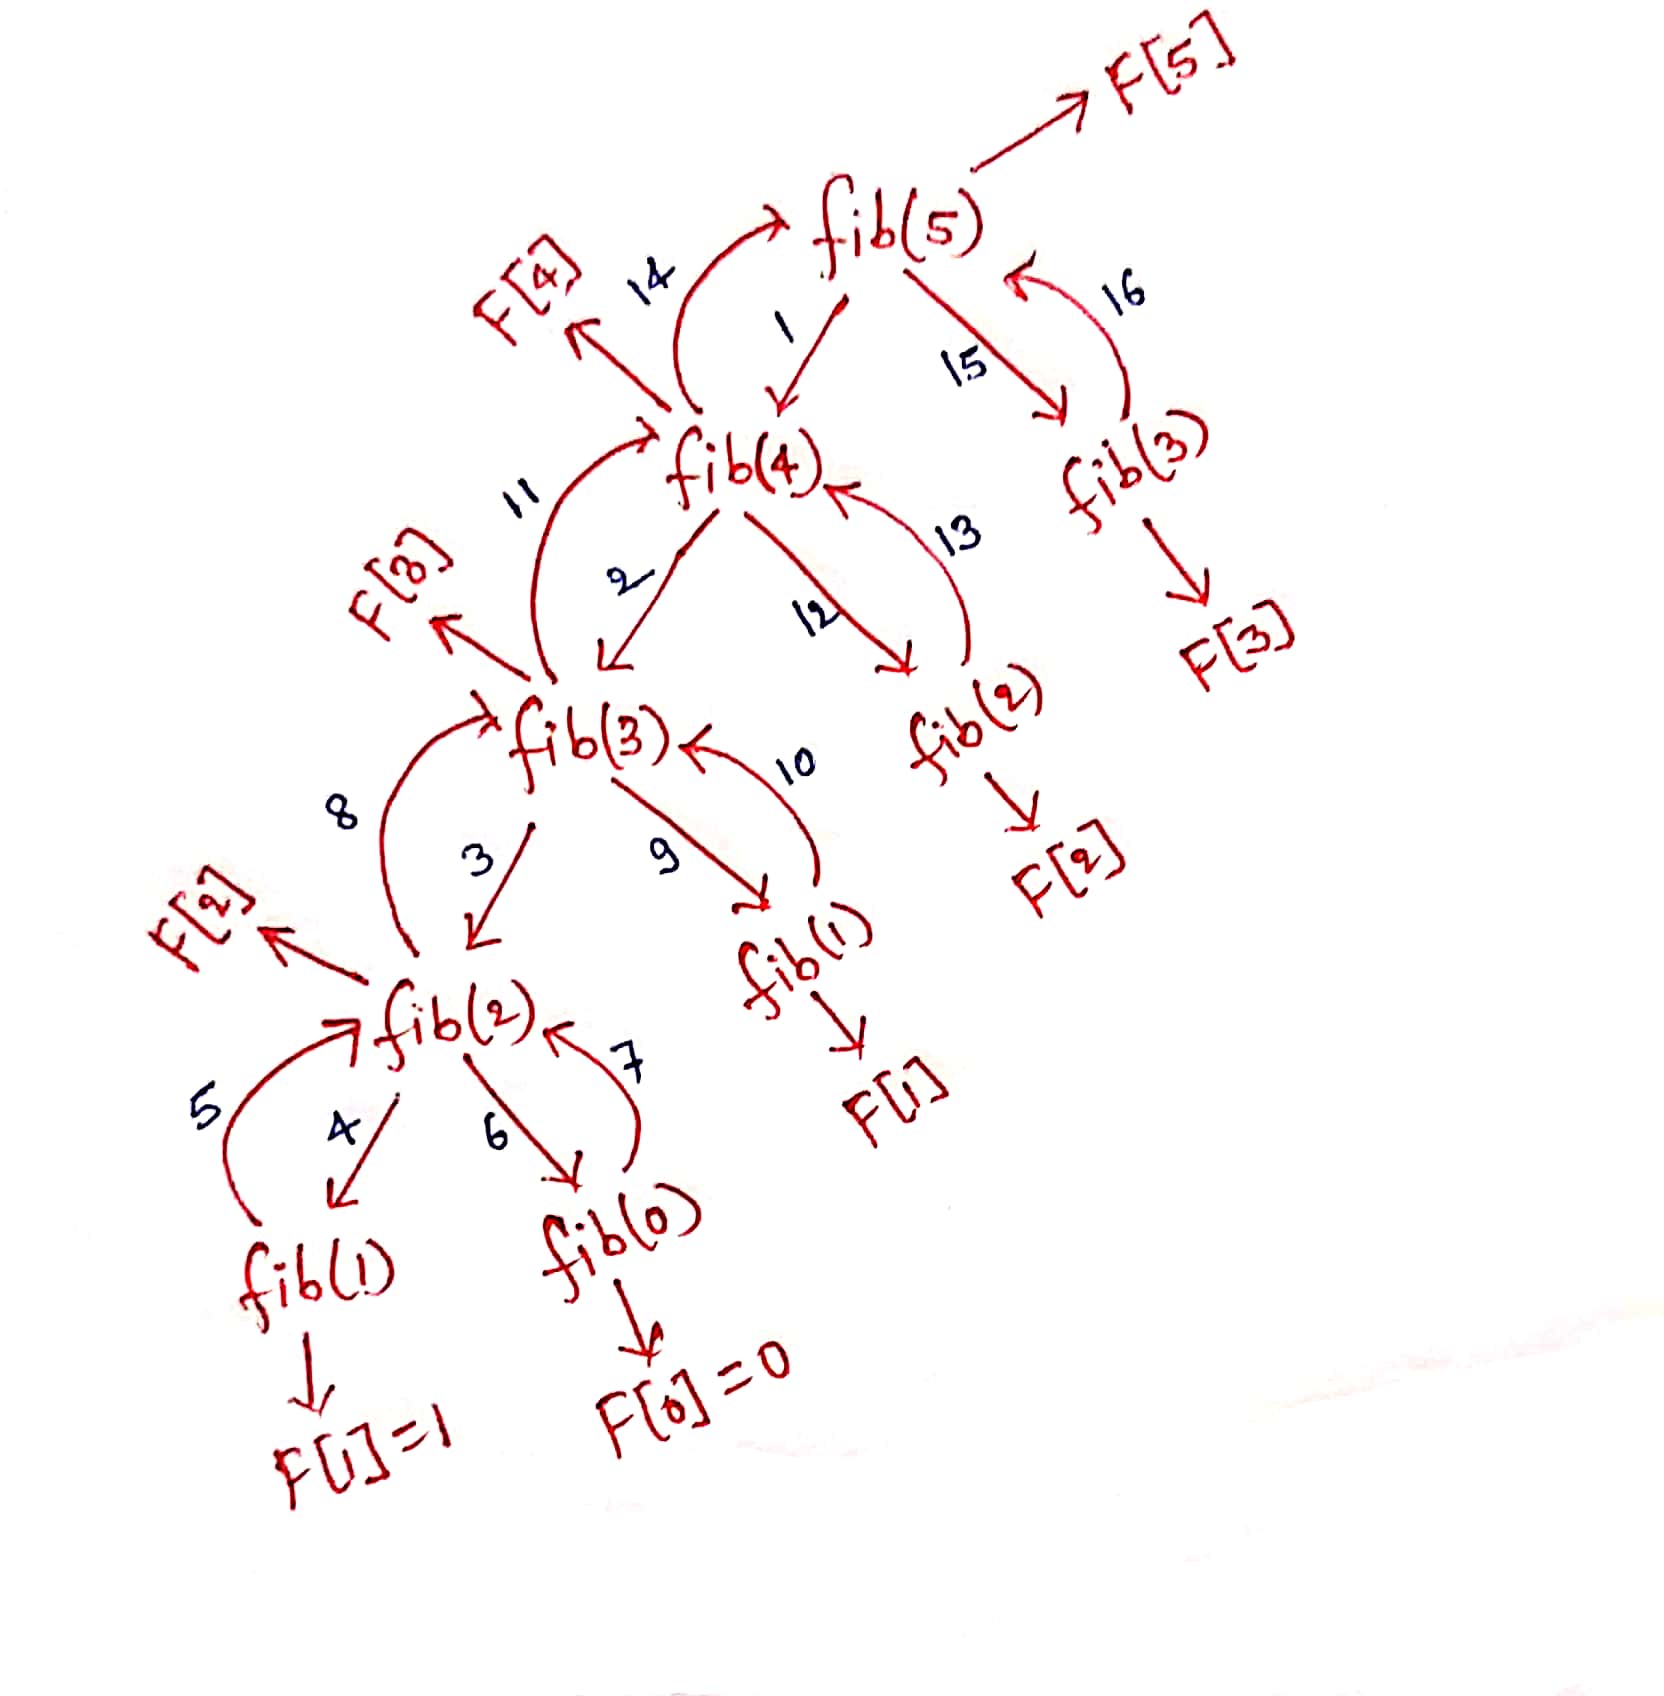 F[5]
fib(5)
F[4]
14
1
15
16
fib(4)
fib(3)
F[3]
11
2
12
13
F[3]
fib(3)
fib(2)
F[2]
8
3
9
10
F[2]
fib(2)
fib(1)
F[1]
5
4
6
7
fib(1)
fib(0)
F[1]=1
F[0]=0